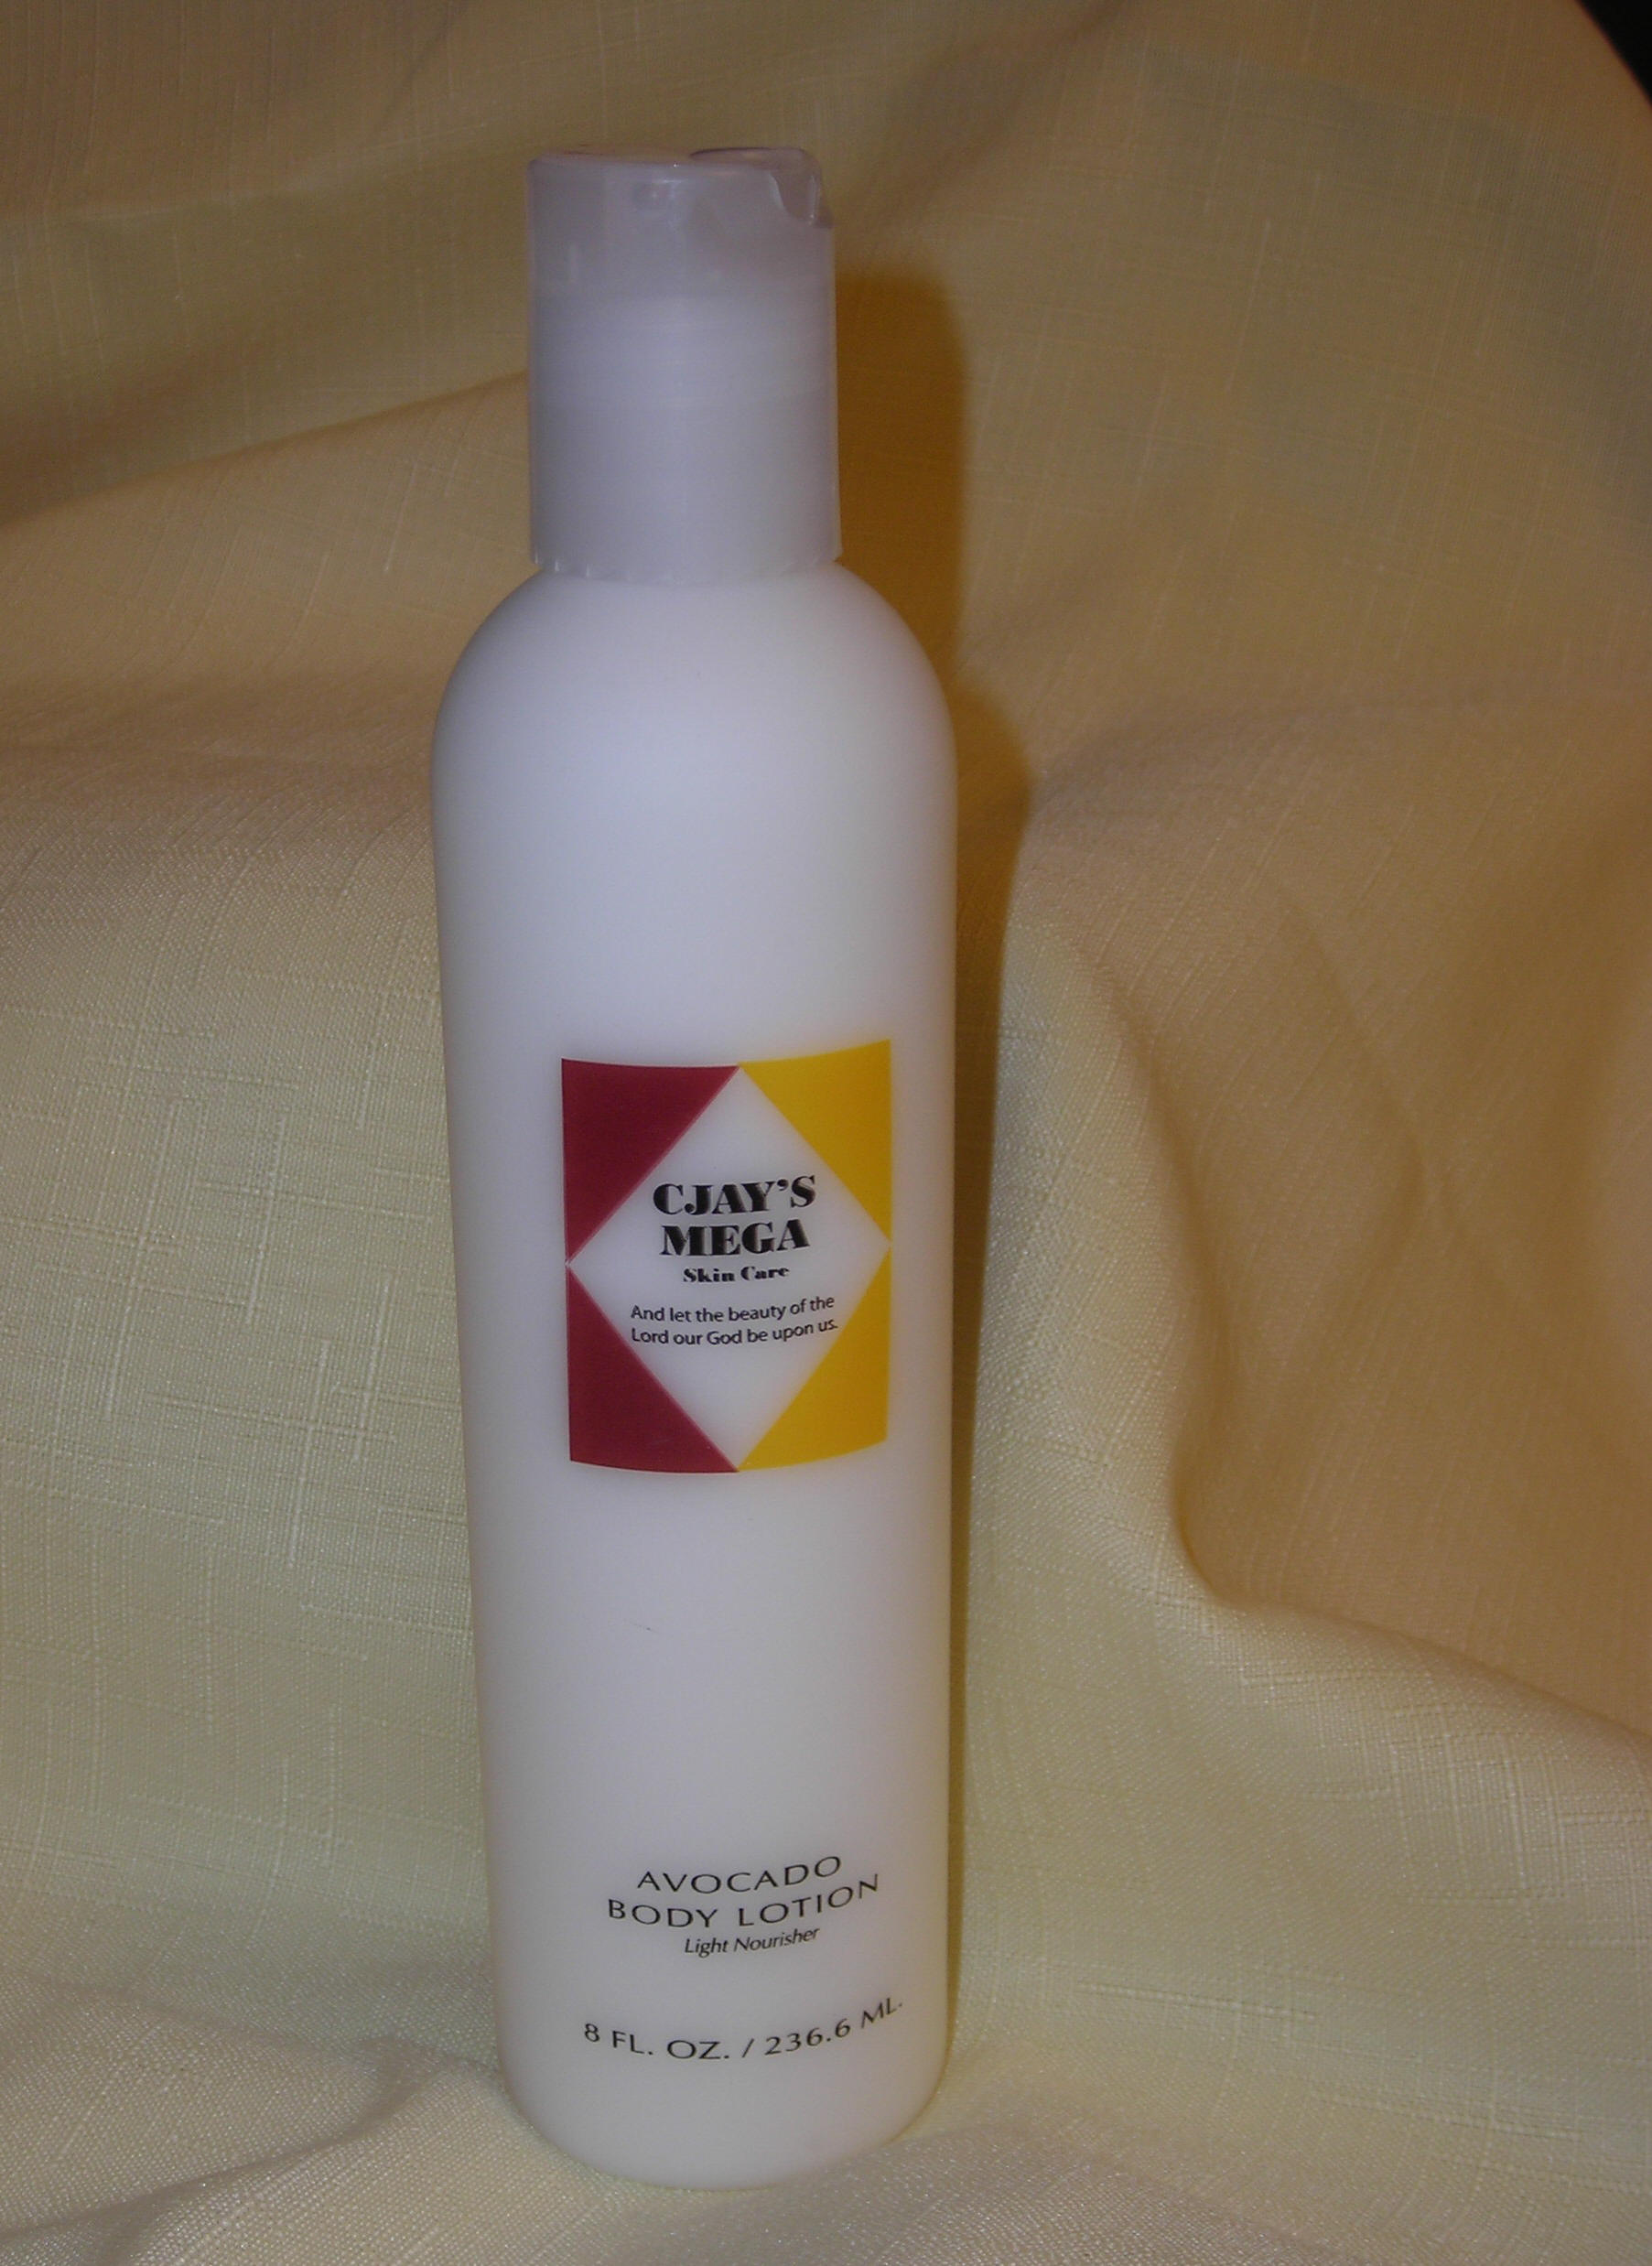 CJAY'S
MEGA
Skin Care
And let the beauty of the
Lord our God be upon us.
AVOCADO
BODY LOTION
Light Nourisher
8 FL. OZ. / 236.6 ML.